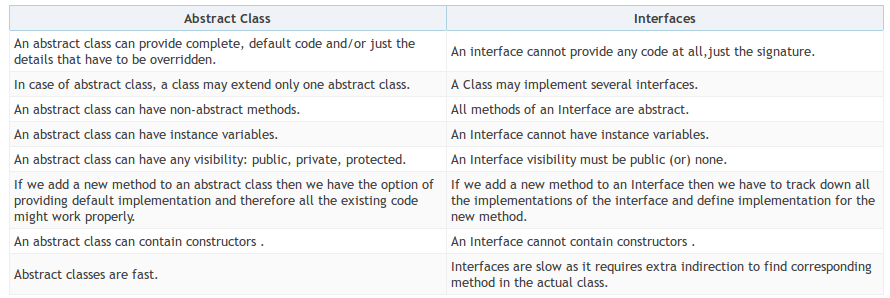 Abstract Class
Interfaces
An abstract class can provide complete, default code and/or just the
details that have to be overridden.
An interface cannot provide any code at all,just the signature.
In case of abstract class, a class may extend only one abstract class.
A Class may implement several interfaces.
An abstract class can have non-abstract methods.
All methods of an Interface are abstract.
An abstract class can have instance variables.
An Interface cannot have instance variables.
An abstract class can have any visibility: public, private, protected.
An Interface visibility must be public (or) none.
If we add a new method to an abstract class then we have the option of
providing default implementation and therefore all the existing code
might work properly.
If we add a new method to an Interface then we have to track down all
the implementations of the interface and define implementation for the
new method.
An abstract class can contain constructors .
An Interface cannot contain constructors .
Abstract classes are fast.
Interfaces are slow as it requires extra indirection to find corresponding
method in the actual class.